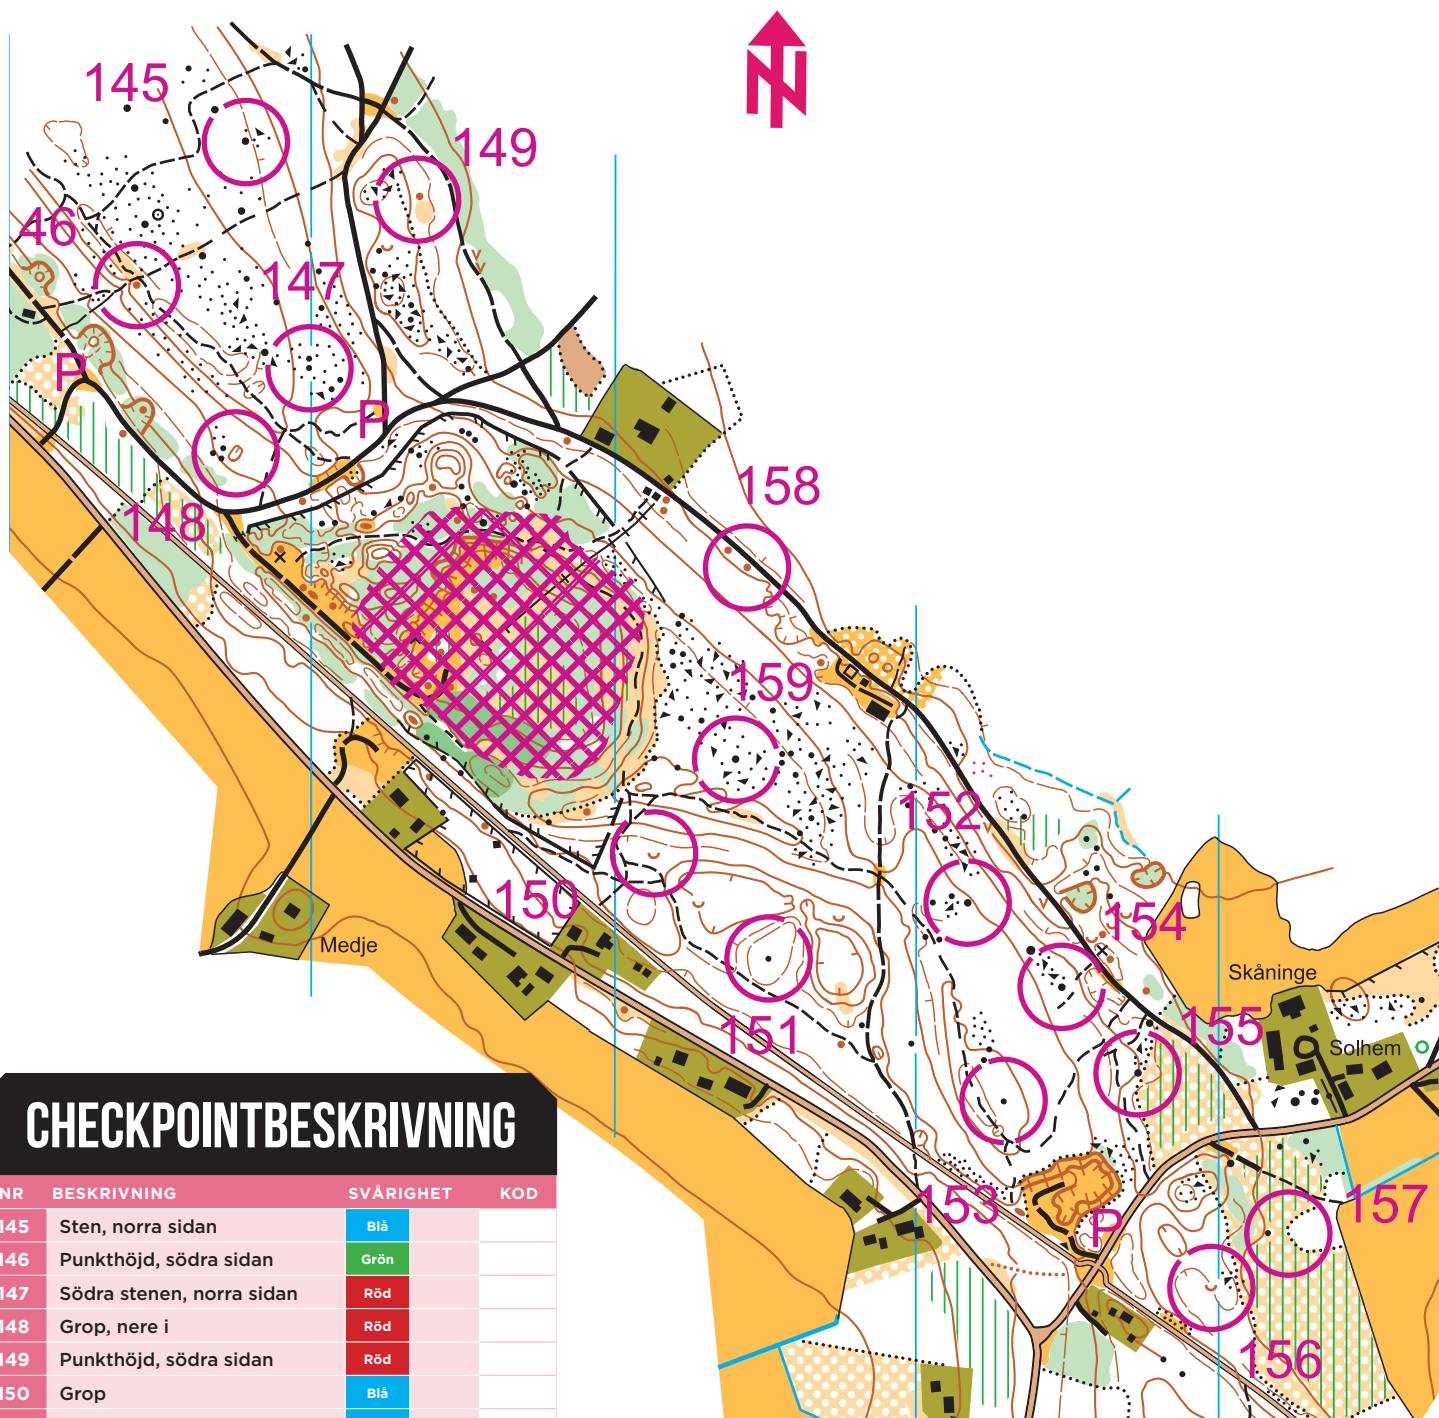 N
145
149
46
147
P
P
148
158
159
152
150
154
Medje
Skåninge
151
155
Solhem
153
P
157
156
CHECKPOINTBESKRIVNING
NR BESKRIVNING SVÅRIGHET KOD
145 Sten, norra sidan Blå
146 Punkthöjd, södra sidan Grön
147 Södra stenen, norra sidan Röd
148 Grop, nere i Röd
149 Punkthöjd, södra sidan Röd
150 Grop Blå